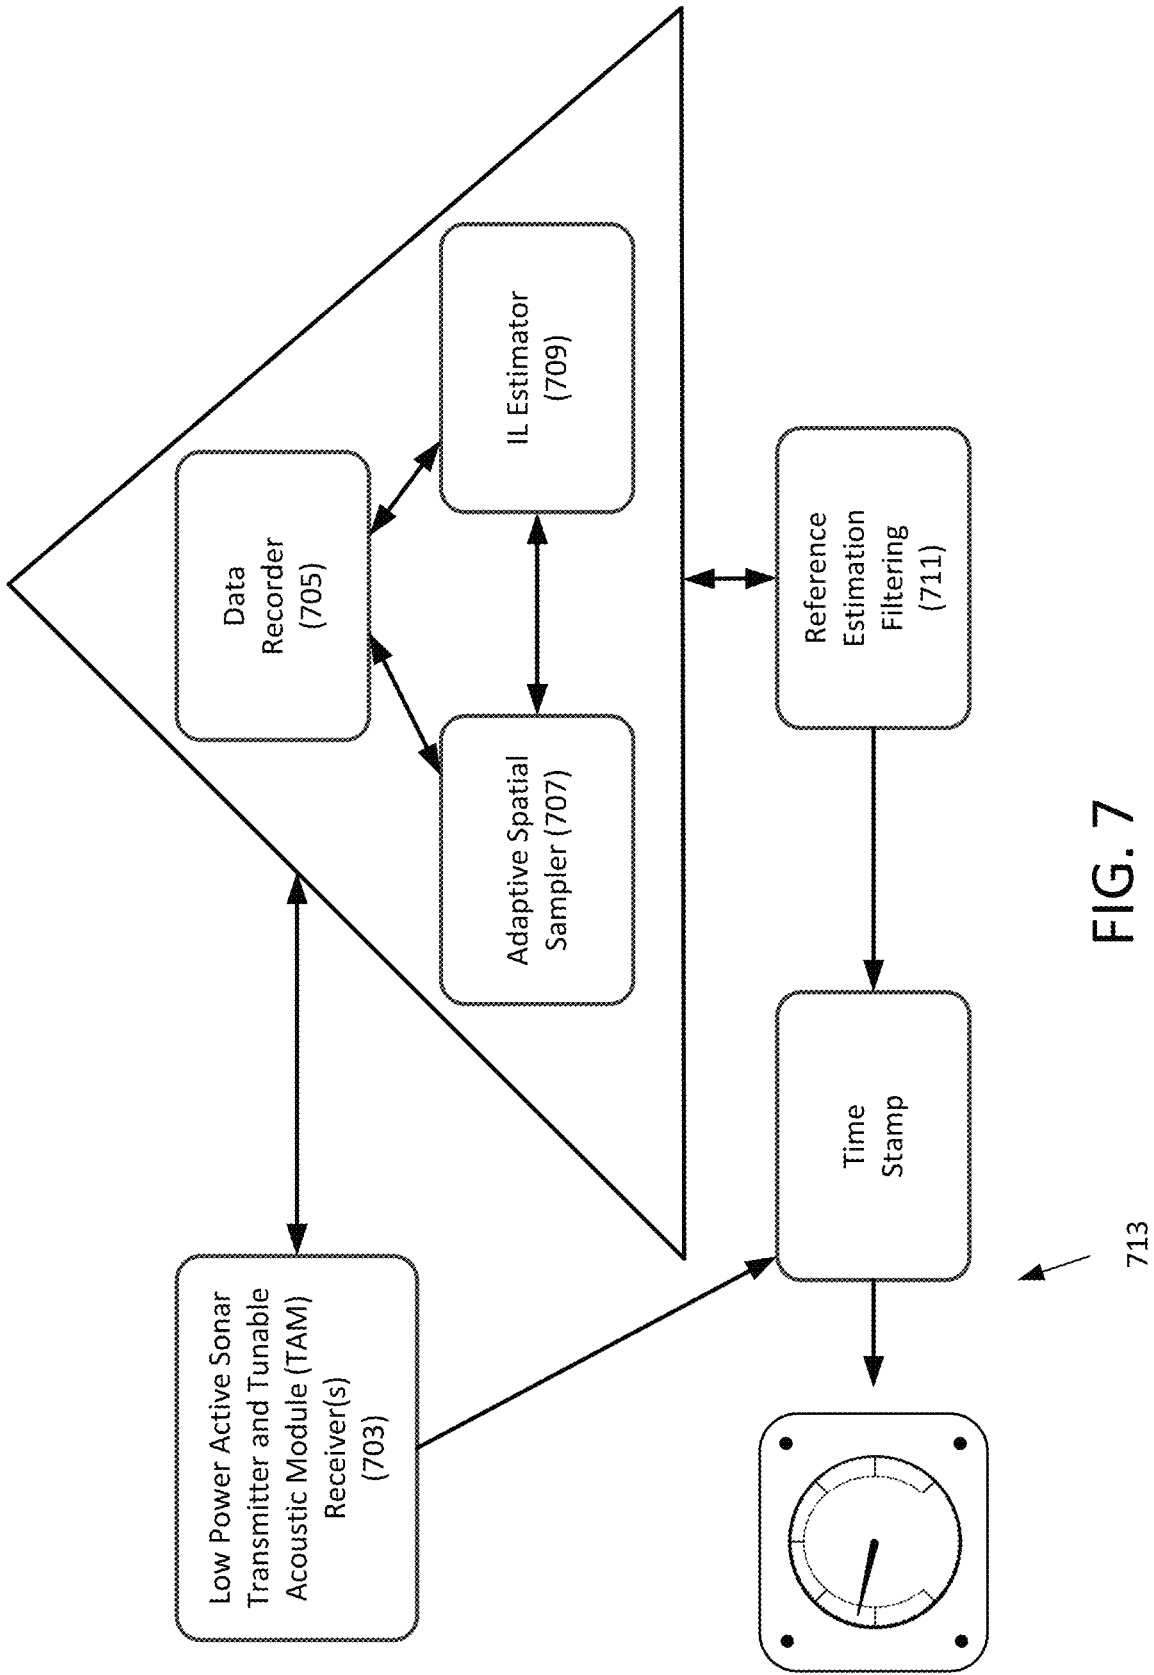 Low Power Active Sonar
Transmitter and Tunable
Acoustic Module (TAM)
Receiver(s)
(703)
Data
Recorder
(705)
Adaptive Spatial
Sampler (707)
IL Estimator
(709)
Time
Stamp
Reference
Estimation
Filtering
(711)
713
FIG. 7